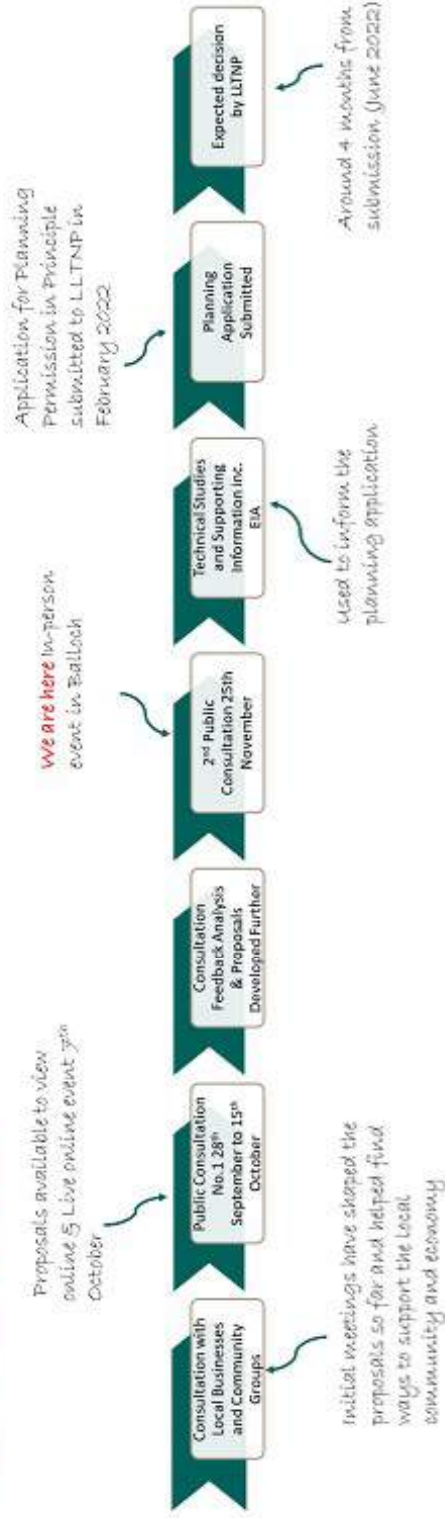 Consultation with
Local Businesses
and Community
Groups
Initial meetings have shaped the
proposals so far and helped find
ways to support the local
community and economy
Public Consultation
No.1 28th
September to 15th
October
Proposals available to view
online & Live online event 7th
October
Consultation
Feedback Analysis
& Proposals
Developed Further
2nd Public
Consultation 25th
November
We are here In-person
event in Balloch
Technical Studies
and Supporting
Information inc.
EIA
Used to inform the
planning application
Planning
Application
Submitted
Application for Planning
Permission in Principle
submitted to LLTNP in
February 2022
Expected decision
by LLTNP
Around 4 months from
submission (June 2022)